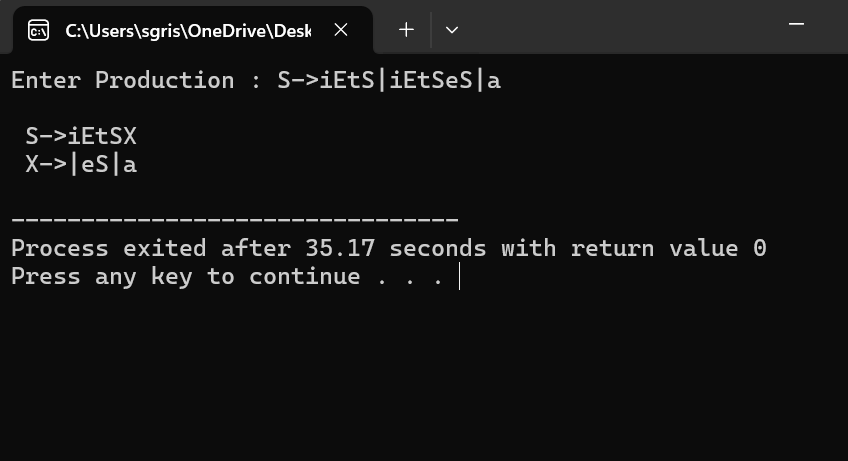 C:\Users\sgris\OneDrive\Desk
Enter Production : S->iEtS|iEtSeS|a
S->iEtSX
X->|eS|a
--------------------------------
Process exited after 35.17 seconds with return value 0
Press any key to continue . . .